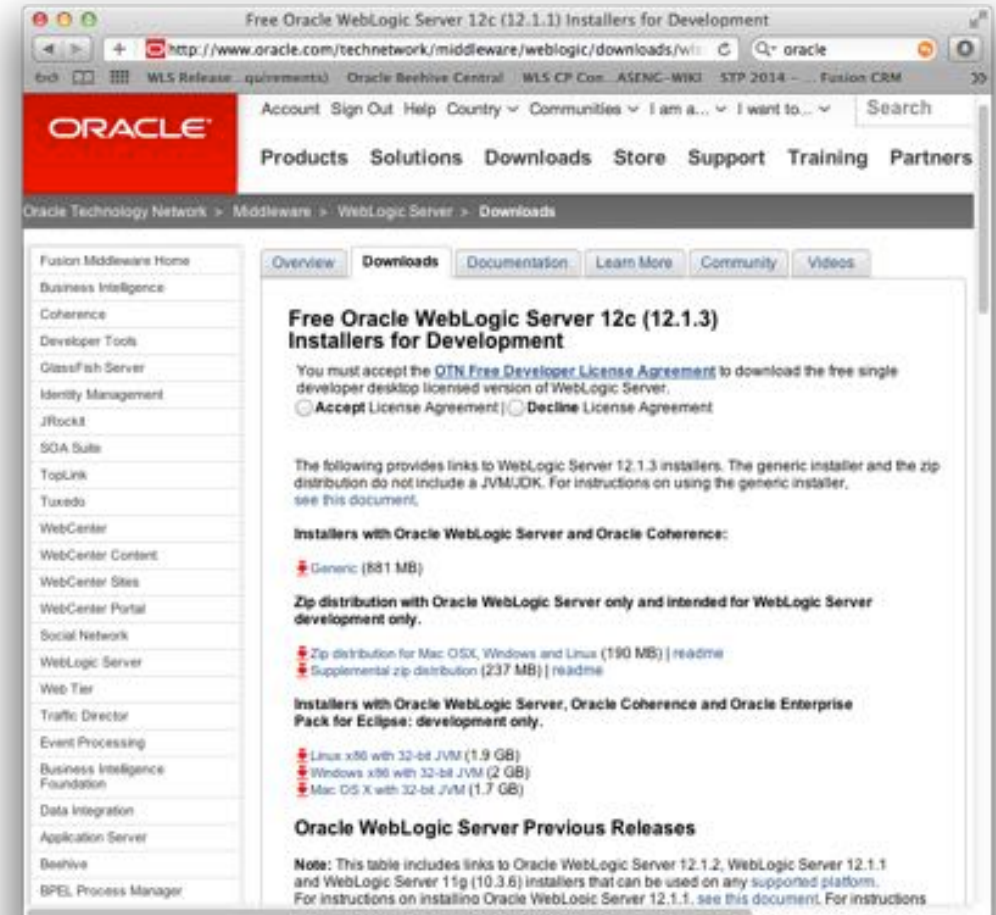 Free Oracle WebLogic Server 12c (12.1.1) Installers for Development
http://www.oracle.com/technetwork/middleware/weblogic/downloads/wls
oracle
WLS Release...quirements) Oracle Beehive Central WLS CP Con...ASENC-WIKI STP 2014 - ... Fusion CRM
ORACLE
Account Sign Out Help Country Communities I am a... I want to... Search
Products Solutions Downloads Store Support Training Partners
Oracle Technology Network > Middleware > WebLogic Server > Downloads
Fusion Middleware Home
Business Intelligence
Coherence
Developer Tools
GlassFish Server
Identity Management
JRockit
SOA Suite
TopLink
Tuxedo
WebCenter
WebCenter Content
WebCenter Sites
WebCenter Portal
Social Network
WebLogic Server
Web Tier
Traffic Director
Event Processing
Business Intelligence
Foundation
Data Integration
Application Server
Beehive
BPEL Process Manager
Overview Downloads Documentation Learn More Community Videos
Free Oracle WebLogic Server 12c (12.1.3)
Installers for Development
You must accept the OTN Free Developer License Agreement to download the free single
developer desktop licensed version of WebLogic Server.
Accept License Agreement | Decline License Agreement
The following provides links to WebLogic Server 12.1.3 installers. The generic installer and the zip
distribution do not include a JVM/JDK. For instructions on using the generic installer,
see this document.
Installers with Oracle WebLogic Server and Oracle Coherence:
Generic (881 MB)
Zip distribution with Oracle WebLogic Server only and intended for WebLogic Server
development only.
Zip distribution for Mac OSX, Windows and Linux (190 MB) | readme
Supplemental zip distribution (237 MB) | readme
Installers with Oracle WebLogic Server, Oracle Coherence and Oracle Enterprise
Pack for Eclipse: development only.
Linux x86 with 32-bit JVM (1.9 GB)
Windows x86 with 32-bit JVM (2 GB)
Mac OS X with 32-bit JVM (1.7 GB)
Oracle WebLogic Server Previous Releases
Note: This table includes links to Oracle WebLogic Server 12.1.2, WebLogic Server 12.1.1
and WebLogic Server 11g (10.3.6) installers that can be used on any supported platform.
For instructions on installing Oracle WebLogic Server 12.1.1, see this document. For instructions